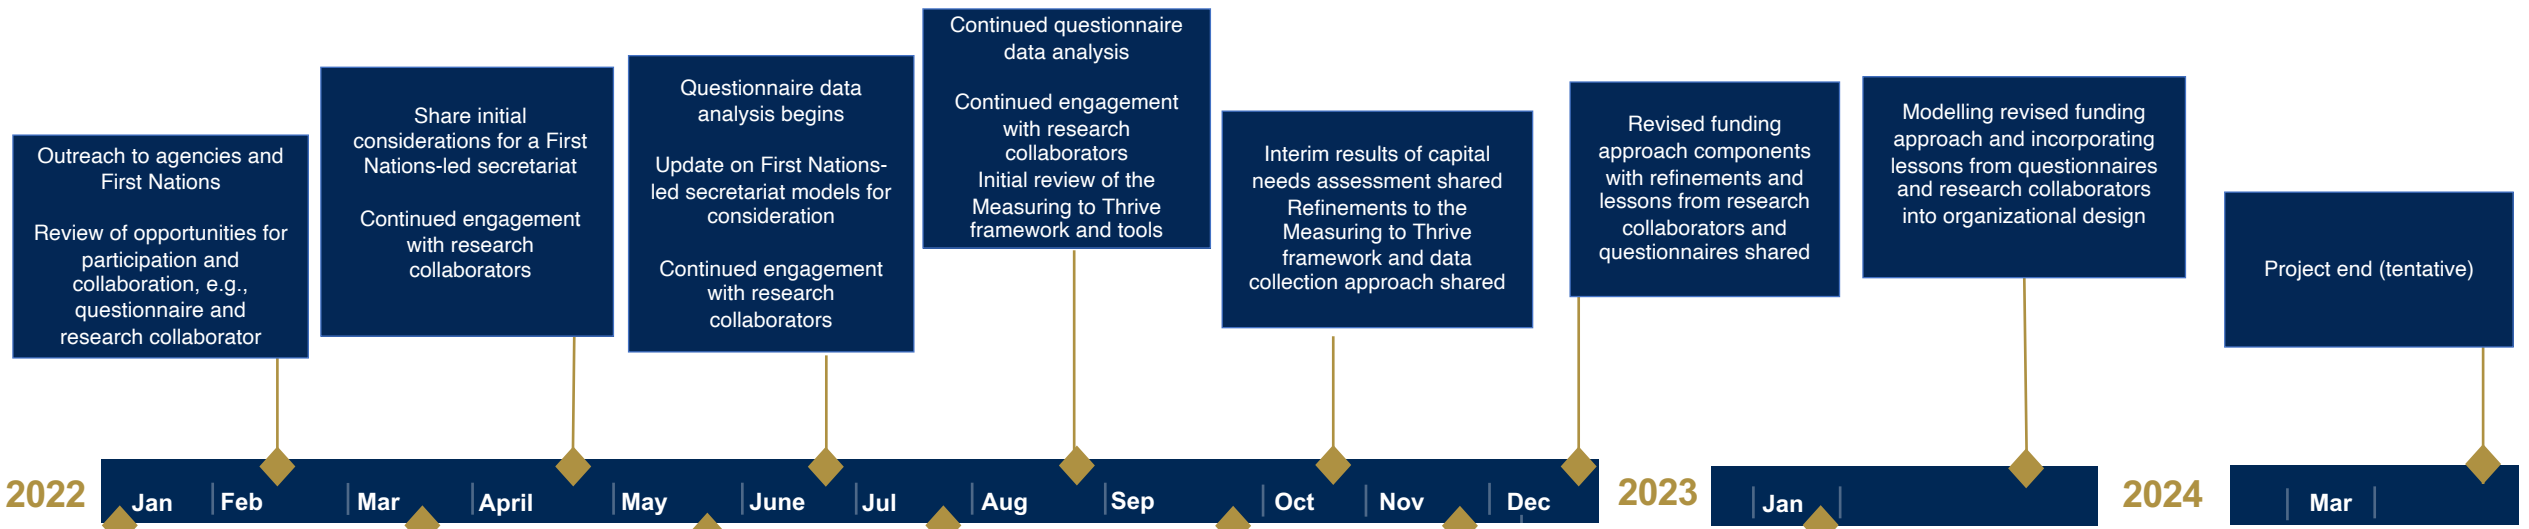 Outreach to agencies and
First Nations
Review of opportunities for
participation and
collaboration, e.g.,
questionnaire and
research collaborator
Share initial
considerations for a First
Nations-led secretariat
Continued engagement
with research
collaborators
Questionnaire data
analysis begins
Update on First Nations-
led secretariat models for
consideration
Continued engagement
with research
collaborators
Continued questionnaire
data analysis
Continued engagement
with research
collaborators
Initial review of the
Measuring to Thrive
framework and tools
Interim results of capital
needs assessment shared
Refinements to the
Measuring to Thrive
framework and data
collection approach shared
Revised funding
approach components
with refinements and
lessons from research
collaborators and
questionnaires shared
Modelling revised funding
approach and incorporating
lessons from questionnaires
and research collaborators
into organizational design
Project end (tentative)
2022
Jan
Feb
Mar
April
May
June
Jul
Aug
Sep
Oct
Nov
Dec
2023
Jan
2024
Mar